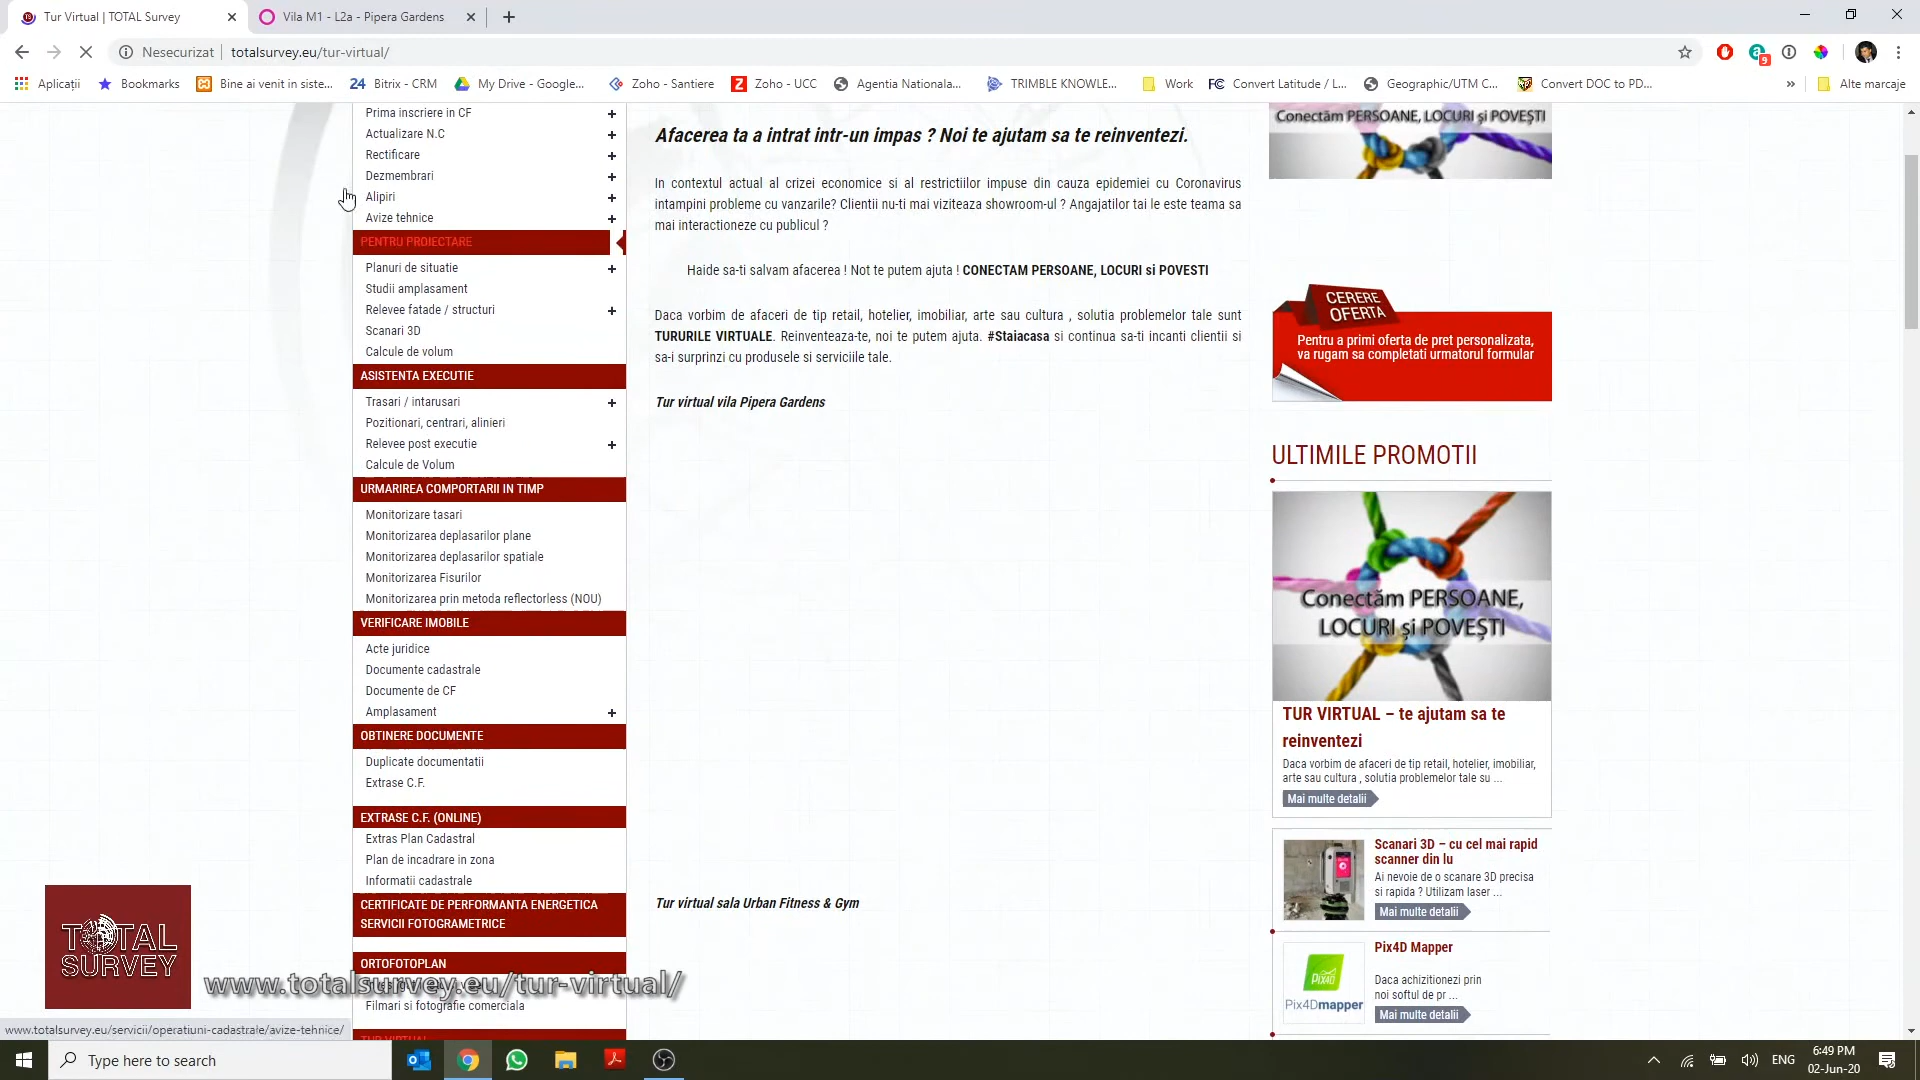 Tur Virtual | TOTAL Survey
Vila M1 - L2a - Pipera Gardens
Nesecurizat
totalsurvey.eu/tur-virtual/
Aplicații
Bookmarks
Bine ai venit in siste...
24 Bitrix - CRM
My Drive - Google...
Zoho - Santiere
Zoho - UCC
Agentia Nationala...
TRIMBLE KNOWLE...
Work
FC Convert Latitude / L...
Geographic/UTM C...
Convert DOC to PD...
»
Alte marcaje
Prima inscriere in CF
Actualizare N.C
Rectificare
Dezmembrari
Alipiri
Avize tehnice
PENTRU PROIECTARE
Planuri de situatie
Studii amplasament
Relevee fatade / structuri
Scanari 3D
Calcule de volum
ASISTENTA EXECUTIE
Trasari / intarusari
Pozitionari, centrari, alinieri
Relevee post executie
Calcule de Volum
URMARIREA COMPORTARII IN TIMP
Monitorizare tasari
Monitorizarea deplasarilor plane
Monitorizarea deplasarilor spatiale
Monitorizarea Fisurilor
Monitorizarea prin metoda reflectorless (NOU)
VERIFICARE IMOBILE
Acte juridice
Documente cadastrale
Documente de CF
Amplasament
OBTINERE DOCUMENTE
Duplicate documentatii
Extrase C.F.
EXTRASE C.F. (ONLINE)
Extras Plan Cadastral
Plan de incadrare in zona
Informatii cadastrale
CERTIFICATE DE PERFORMANTA ENERGETICA
SERVICII FOTOGRAMETRICE
ORTOFOTOPLAN
Filmari si fotografie comerciala
TUR VIRTUAL
Afacerea ta a intrat intr-un impas ? Noi te ajutam sa te reinventezi.
In contextul actual al crizei economice si al restrictiilor impuse din cauza epidemiei cu Coronavirus
intampini probleme cu vanzarile? Clientii nu-ti mai viziteaza showroom-ul ? Angajatilor tai le este teama sa
mai interactioneze cu publicul ?
Haide sa-ti salvam afacerea ! Not te putem ajuta ! CONECTAM PERSOANE, LOCURI si POVESTI
Daca vorbim de afaceri de tip retail, hotelier, imobiliar, arte sau cultura , solutia problemelor tale sunt
TURURILE VIRTUALE. Reinventeaza-te, noi te putem ajuta. #Staiacasa si continua sa-ti incanti clientii si
sa-i surprinzi cu produsele si serviciile tale.
Tur virtual vila Pipera Gardens
Tur virtual sala Urban Fitness & Gym
Conectăm PERSOANE, LOCURI și POVEȘTI
CERERE
OFERTA
Pentru a primi oferta de pret personalizata,
va rugam sa completati urmatorul formular
ULTIMILE PROMOTII
Conectăm PERSOANE,
LOCURI și POVEȘTI
TUR VIRTUAL – te ajutam sa te
reinventezi
Daca vorbim de afaceri de tip retail, hotelier, imobiliar,
arte sau cultura , solutia problemelor tale su ...
Mai multe detalii
Scanari 3D – cu cel mai rapid
scanner din lu
Ai nevoie de o scanare 3D precisa
si rapida ? Utilizam laser ...
Mai multe detalii
Pix4D Mapper
Daca achizitionezi prin
noi softul de pr ...
Mai multe detalii
PIX4D
Pix4Dmapper
TOTAL
SURVEY
www.totalsurvey.eu/tur-virtual/
www.totalsurvey.eu/servicii/operatiuni-cadastrale/avize-tehnice/
Type here to search
ENG
6:49 PM
02-Jun-20